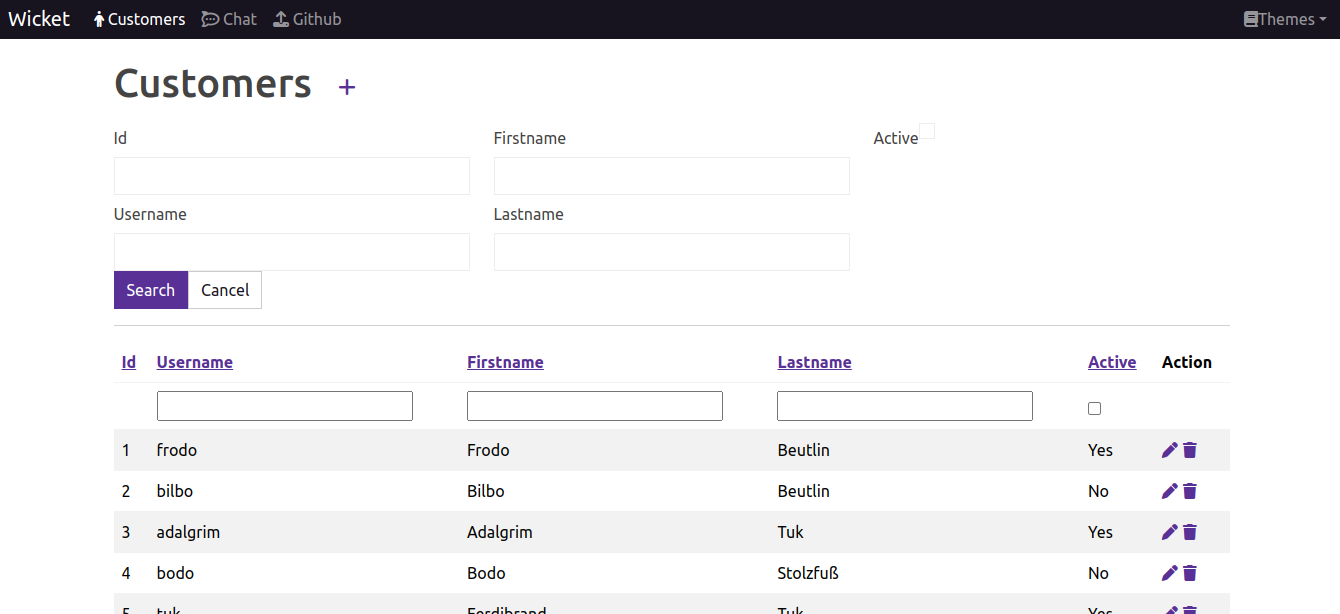 Wicket Customers Chat Github Themes
Customers +
Id Firstname Active
Username Lastname
Search Cancel
Id Username Firstname Lastname Active Action
1 frodo Frodo Beutlin Yes
2 bilbo Bilbo Beutlin No
3 adalgrim Adalgrim Tuk Yes
4 bodo Bodo Stolzfuß No
5 tuk Ferdibrand Tuk Yes